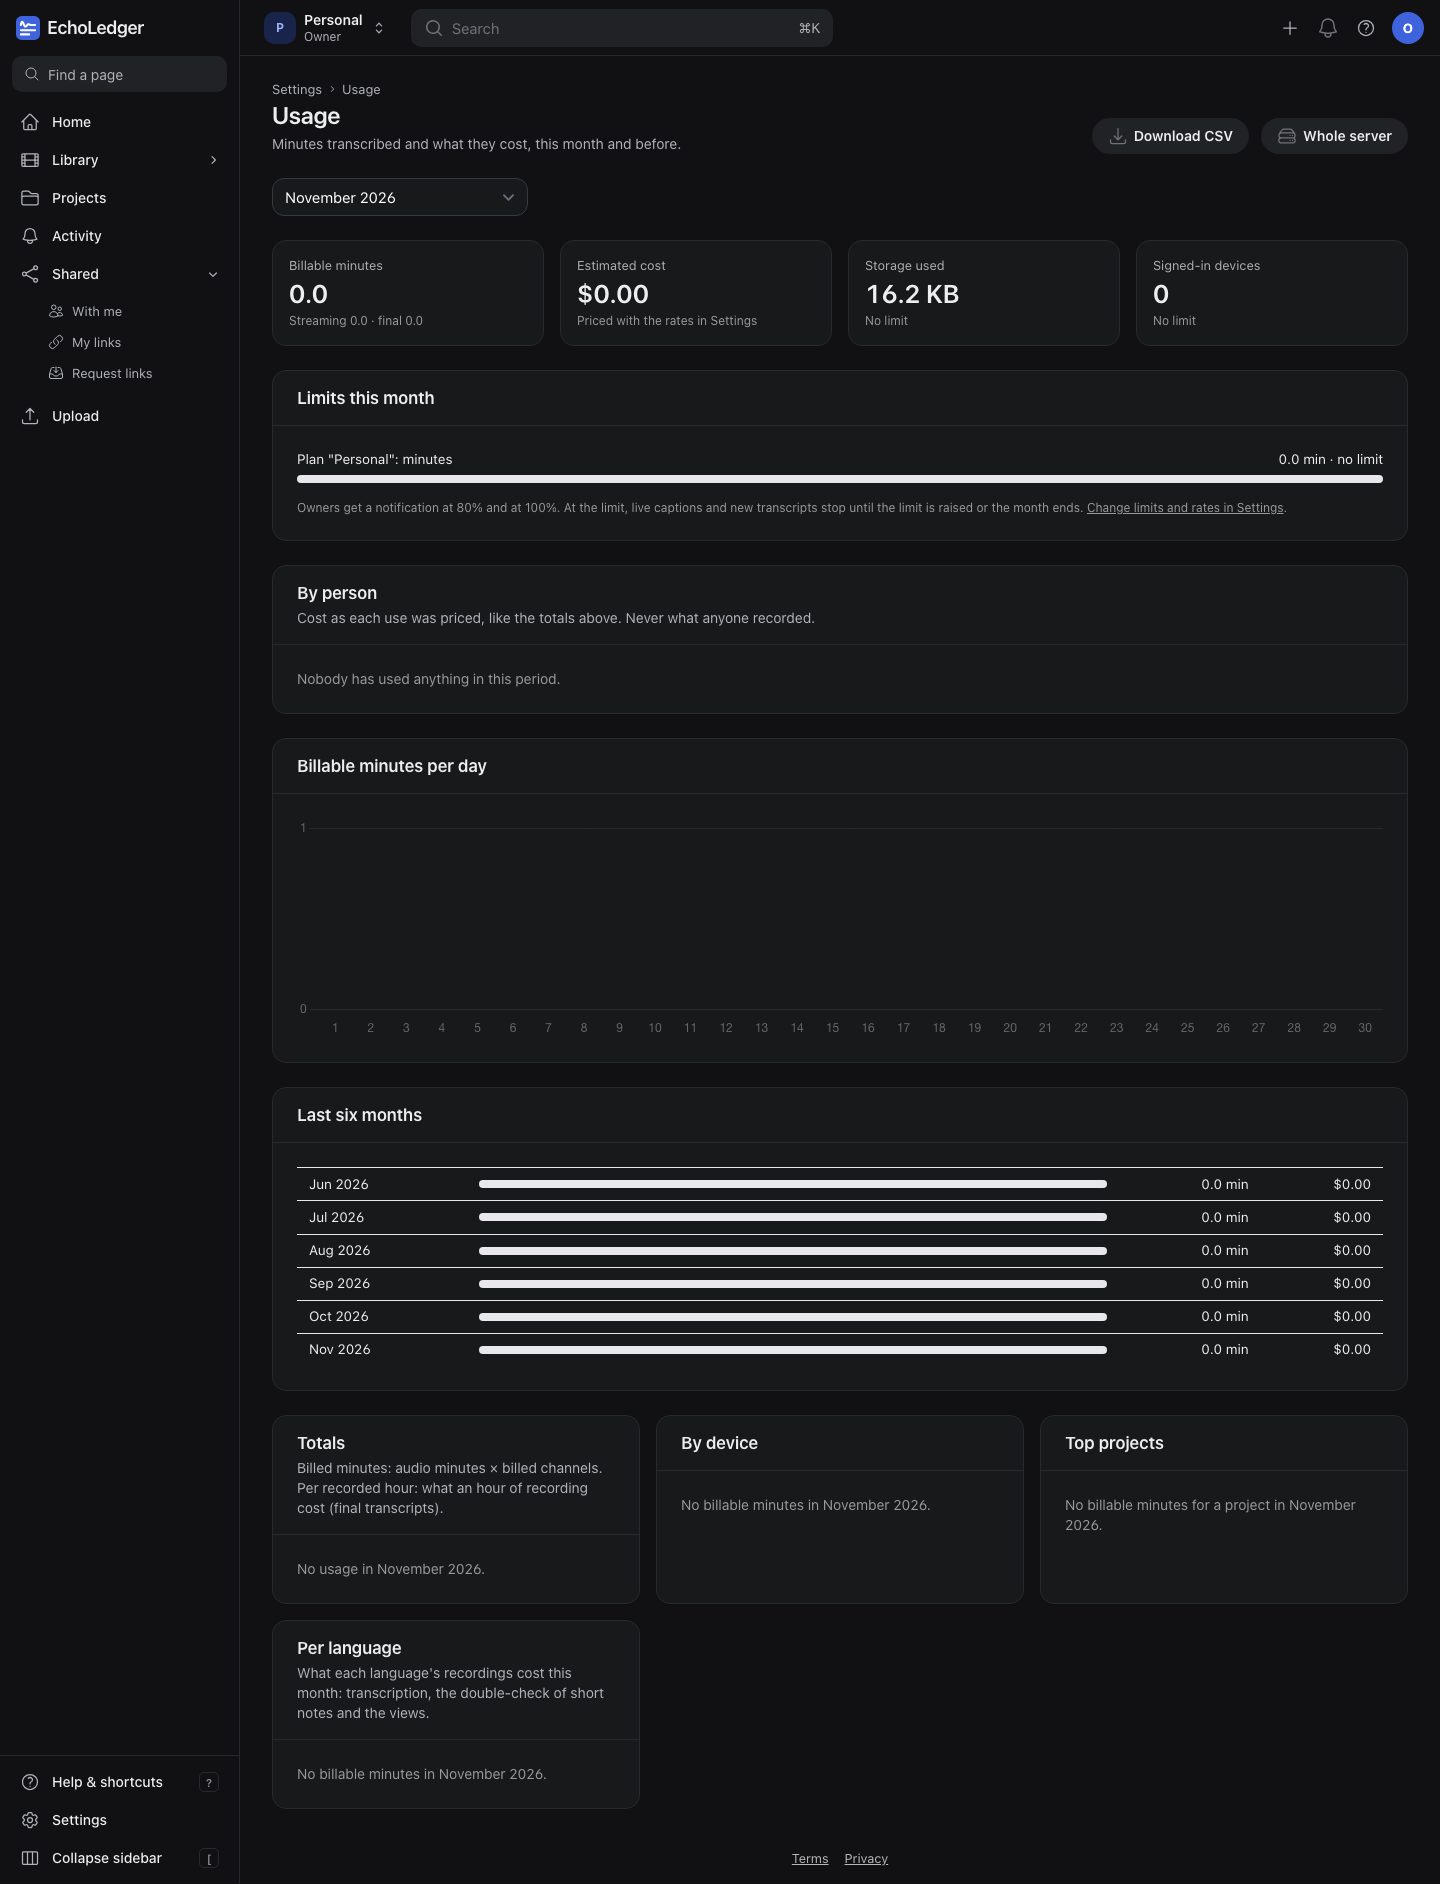 EchoLedger
Find a page
Home
Library
Projects
Activity
Shared
With me
My links
Request links
Upload
Help & shortcuts ?
Settings
Collapse sidebar [
P
Personal
Owner
Search ⌘K
O
Settings › Usage
Usage
Minutes transcribed and what they cost, this month and before.
Download CSV
Whole server
November 2026
Billable minutes
0.0
Streaming 0.0 · final 0.0
Estimated cost
$0.00
Priced with the rates in Settings
Storage used
16.2 KB
No limit
Signed-in devices
0
No limit
Limits this month
Plan "Personal": minutes 0.0 min · no limit
Owners get a notification at 80% and at 100%. At the limit, live captions and new transcripts stop until the limit is raised or the month ends. Change limits and rates in Settings.
By person
Cost as each use was priced, like the totals above. Never what anyone recorded.
Nobody has used anything in this period.
Billable minutes per day
1
0
1 2 3 4 5 6 7 8 9 10 11 12 13 14 15 16 17 18 19 20 21 22 23 24 25 26 27 28 29 30
Last six months
Jun 2026 0.0 min $0.00
Jul 2026 0.0 min $0.00
Aug 2026 0.0 min $0.00
Sep 2026 0.0 min $0.00
Oct 2026 0.0 min $0.00
Nov 2026 0.0 min $0.00
Totals
Billed minutes: audio minutes × billed channels.
Per recorded hour: what an hour of recording
cost (final transcripts).
No usage in November 2026.
By device
No billable minutes in November 2026.
Top projects
No billable minutes for a project in November
2026.
Per language
What each language's recordings cost this
month: transcription, the double-check of short
notes and the views.
No billable minutes in November 2026.
Terms Privacy